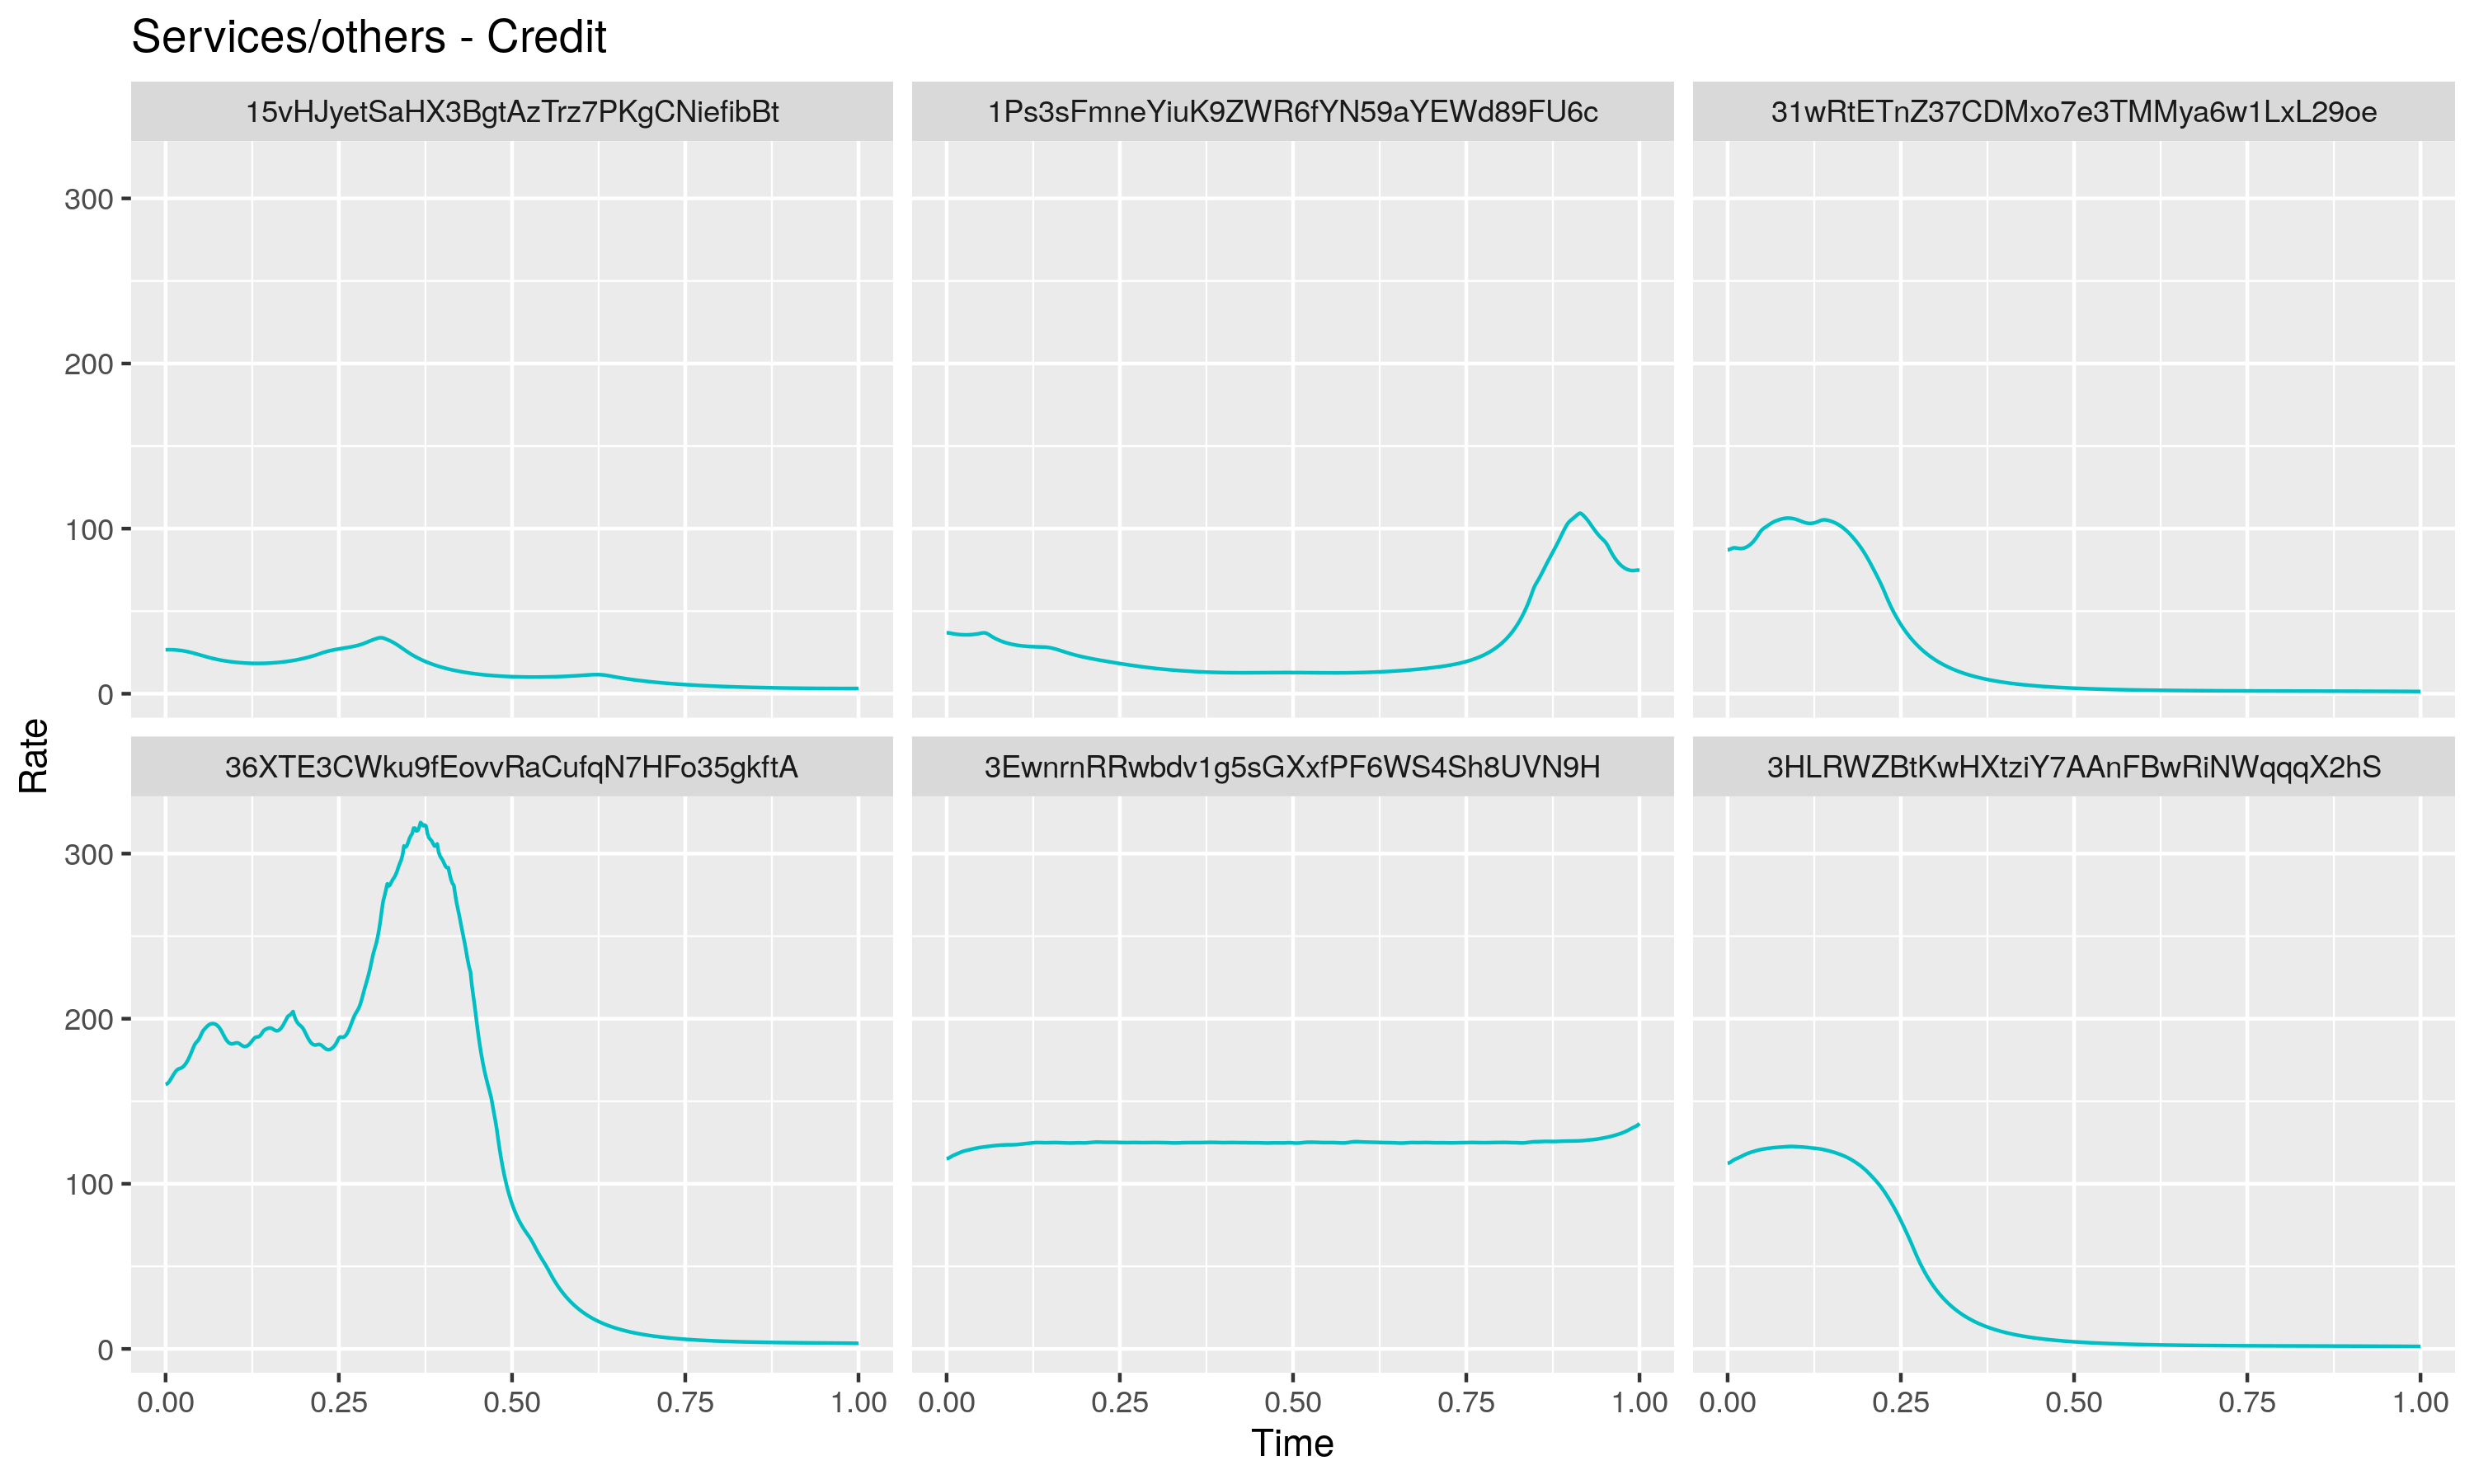 Services/others - Credit
15vHJyetSaHX3BgtAzTrz7PKgCNiefibBt
1Ps3sFmneYiuK9ZWR6fYN59aYEWd89FU6c
31wRtETnZ37CDMxo7e3TMMya6w1LxL29oe
300
200
100
0
Rate
36XTE3CWku9fEovvRaCufqN7HFo35gkftA
3EwnrnRRwbdv1g5sGXxfPF6WS4Sh8UVN9H
3HLRWZBtKwHXtziY7AAnFBwRiNWqqqX2hS
300
200
100
0
0.00 0.25 0.50 0.75 1.00
0.00 0.25 0.50 0.75 1.00
0.00 0.25 0.50 0.75 1.00
Time